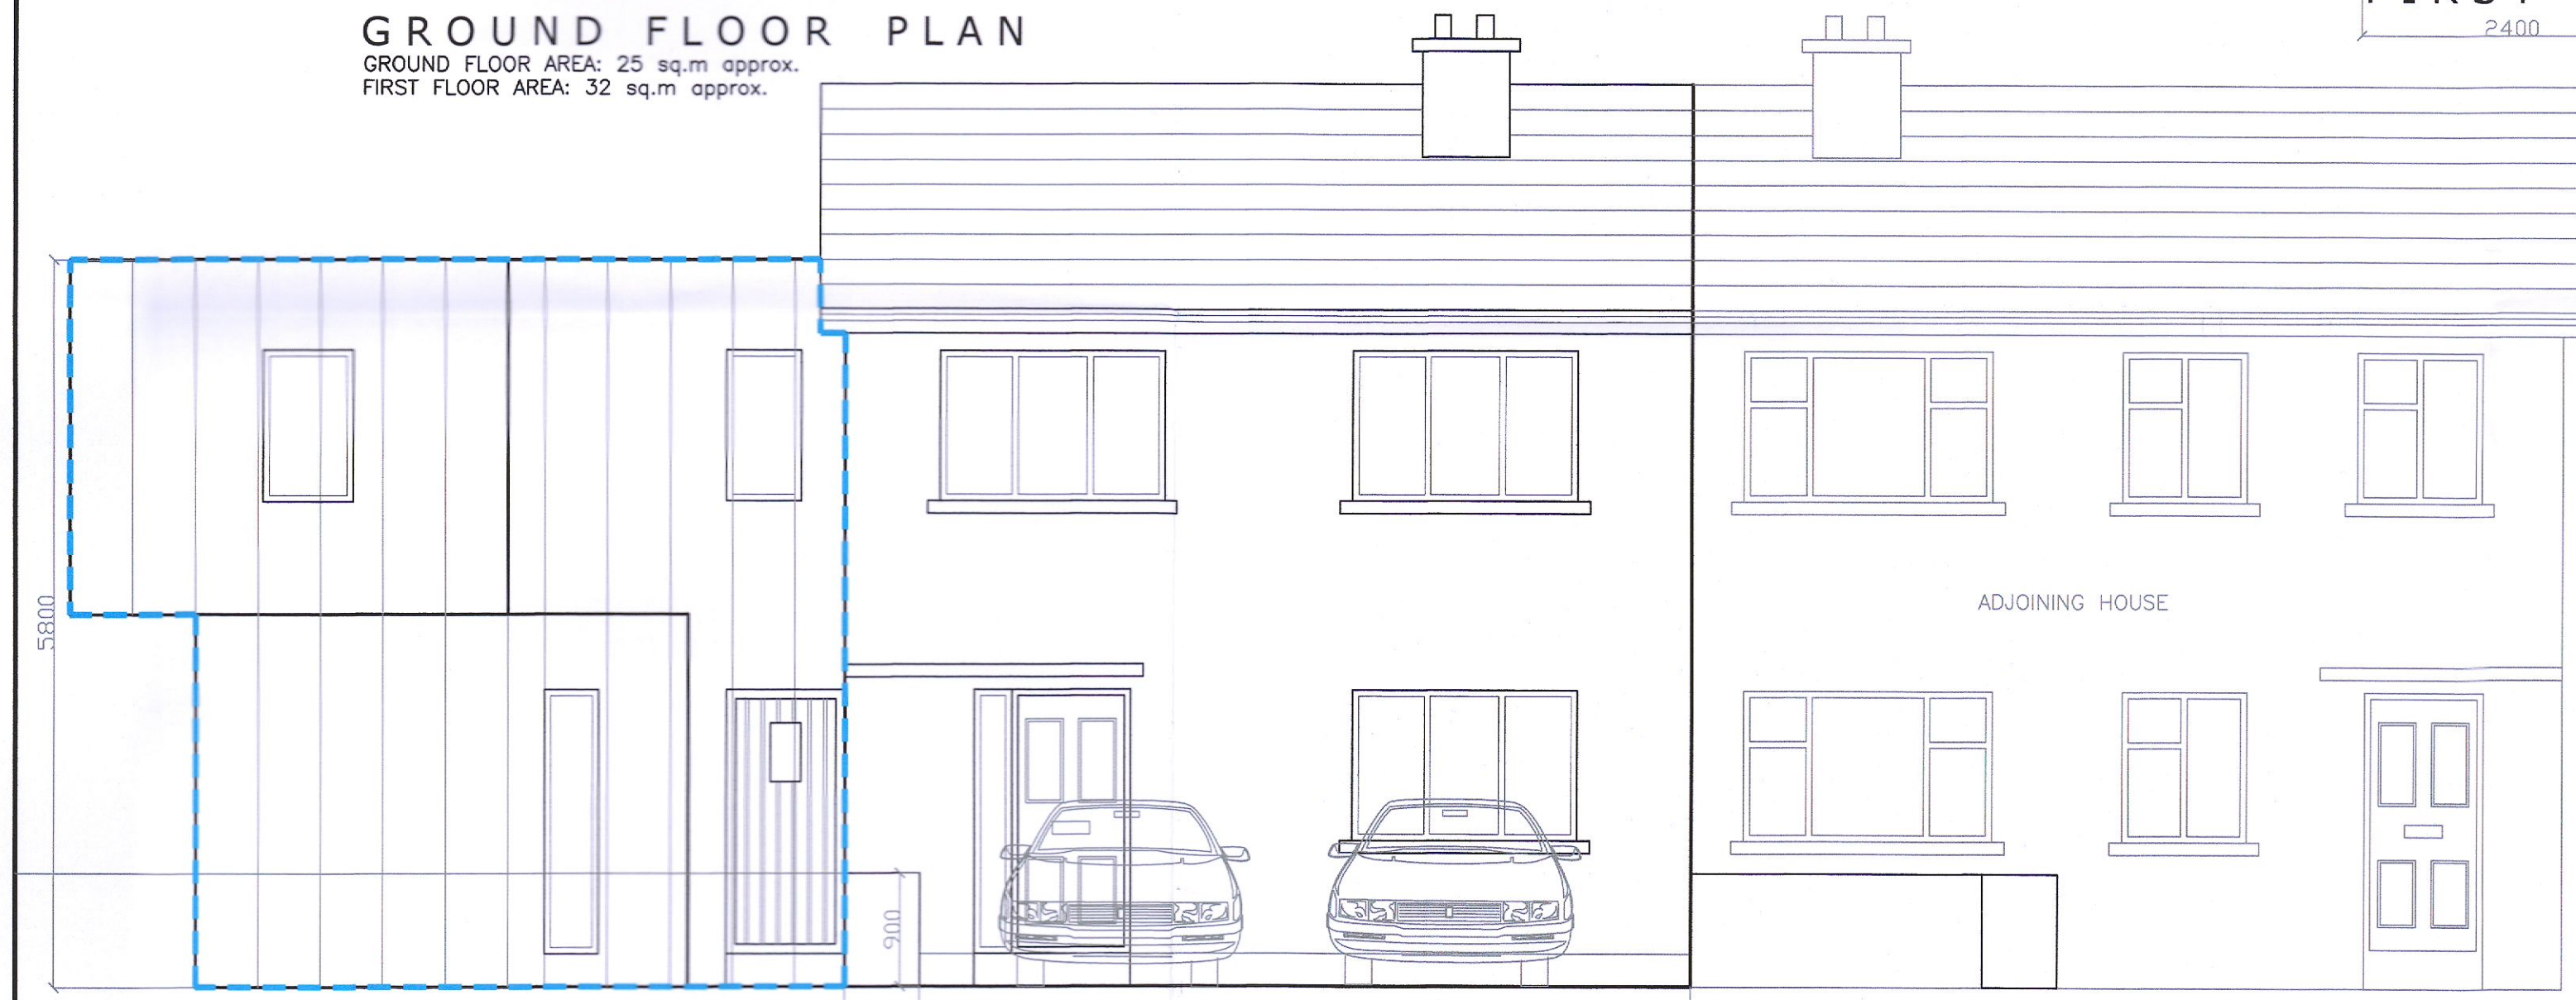 GROUND FLOOR PLAN
GROUND FLOOR AREA: 25 sq.m approx.
FIRST FLOOR AREA: 32 sq.m approx.
2400
5800
ADJOINING HOUSE
900